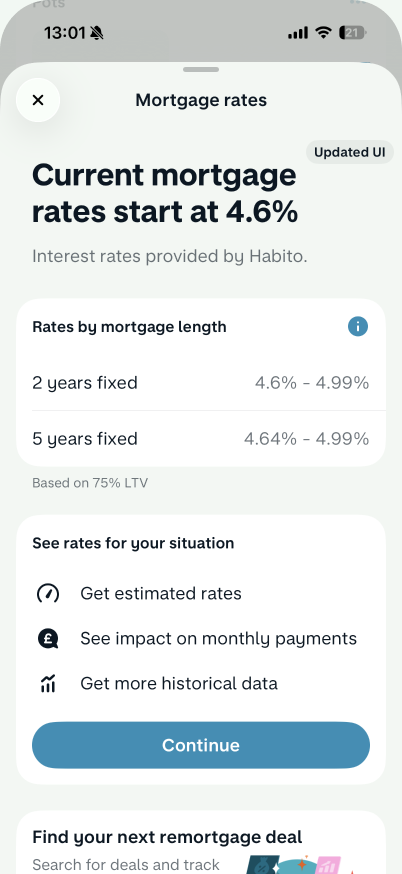 Pots
13:01
21
Mortgage rates
Updated UI
Current mortgage
rates start at 4.6%
Interest rates provided by Habito.
Rates by mortgage length
i
2 years fixed 4.6% - 4.99%
5 years fixed 4.64% - 4.99%
Based on 75% LTV
See rates for your situation
Get estimated rates
£ See impact on monthly payments
Get more historical data
Continue
Find your next remortgage deal
Search for deals and track